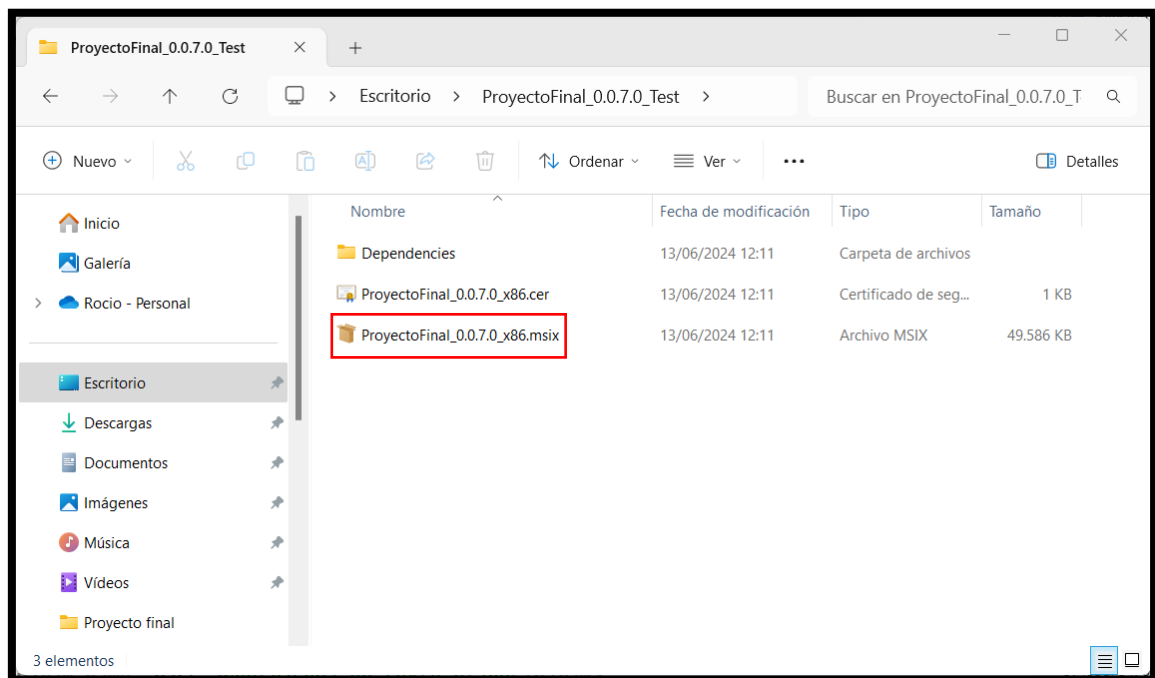 ProyectoFinal_0.0.7.0_Test
Escritorio ProyectoFinal_0.0.7.0_Test Buscar en ProyectoFinal_0.0.7.0_T
Nuevo Ordenar Ver Detalles
Nombre Fecha de modificación Tipo Tamaño
Inicio
Galería
Rocio - Personal
Escritorio
Descargas
Documentos
Imágenes
Música
Vídeos
Proyecto final
Dependencies 13/06/2024 12:11 Carpeta de archivos
ProyectoFinal_0.0.7.0_x86.cer 13/06/2024 12:11 Certificado de seg... 1 KB
ProyectoFinal_0.0.7.0_x86.msix 13/06/2024 12:11 Archivo MSIX 49.586 KB
3 elementos